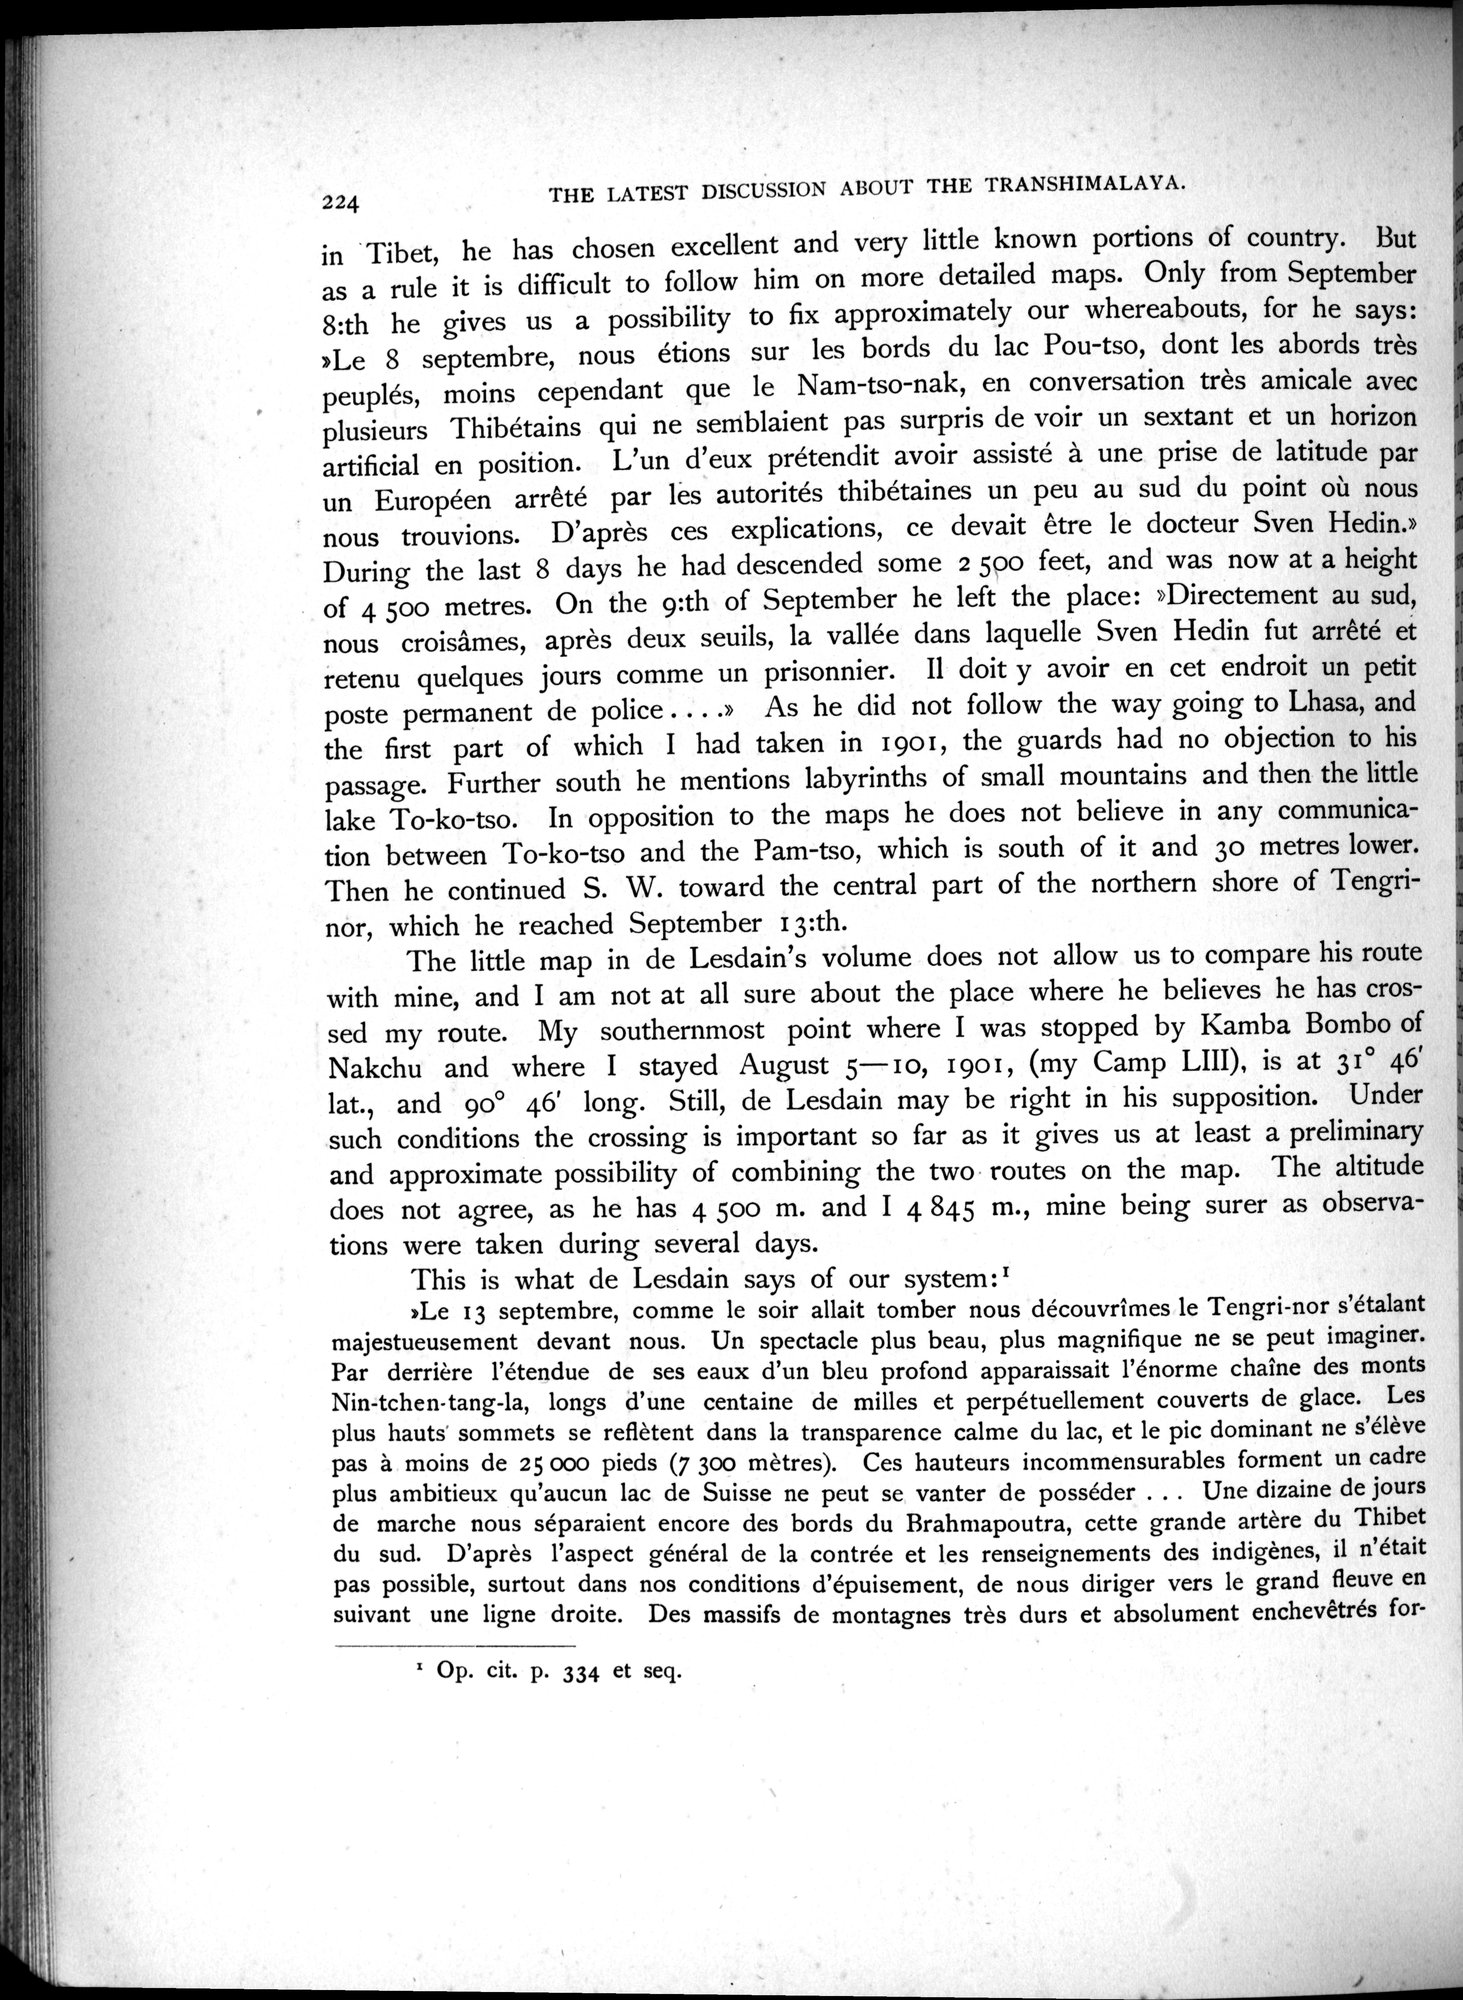 224 THE LATEST DISCUSSION ABOUT THE TRANSHIMALAYA.
in Tibet, he has chosen excellent and very little known portions of country. But
as a rule it is difficult to follow him on more detailed maps. Only from September
8:th he gives us a possibility to fix approximately our whereabouts, for he says:
»Le 8 septembre, nous étions sur les bords du lac Pou-tso, dont les abords très
peuplés, moins cependant que le Nam-tso-nak, en conversation très amicale avec
plusieurs Thibétains qui ne semblaient pas surpris de voir un sextant et un horizon
artificial en position. L'un d'eux prétendit avoir assisté à une prise de latitude par
un Européen arrêté par les autorités thibétaines un peu au sud du point où nous
nous trouvions. D'après ces explications, ce devait être le docteur Sven Hedin.»
During the last 8 days he had descended some 2 500 feet, and was now at a height
of 4 500 metres. On the 9:th of September he left the place: »Directement au sud,
nous croisâmes, après deux seuils, la vallée dans laquelle Sven Hedin fut arrêté et
retenu quelques jours comme un prisonnier. Il doit y avoir en cet endroit un petit
poste permanent de police . . . .» As he did not follow the way going to Lhasa, and
the first part of which I had taken in 1901, the guards had no objection to his
passage. Further south he mentions labyrinths of small mountains and then the little
lake To-ko-tso. In opposition to the maps he does not believe in any communica-
tion between To-ko-tso and the Pam-tso, which is south of it and 30 metres lower.
Then he continued S. W. toward the central part of the northern shore of Tengri-
nor, which he reached September 13:th.
The little map in de Lesdain's volume does not allow us to compare his route
with mine, and I am not at all sure about the place where he believes he has cros-
sed my route. My southernmost point where I was stopped by Kamba Bombo of
Nakchu and where I stayed August 5—10, 1901, (my Camp LIII), is at 31° 46'
lat., and 90° 46' long. Still, de Lesdain may be right in his supposition. Under
such conditions the crossing is important so far as it gives us at least a preliminary
and approximate possibility of combining the two routes on the map. The altitude
does not agree, as he has 4 500 m. and I 4 845 m., mine being surer as observa-
tions were taken during several days.
This is what de Lesdain says of our system:¹
»Le 13 septembre, comme le soir allait tomber nous découvrîmes le Tengri-nor s'étalant
majestueusement devant nous. Un spectacle plus beau, plus magnifique ne se peut imaginer.
Par derrière l'étendue de ses eaux d'un bleu profond apparaissait l'énorme chaîne des monts
Nin-tchen-tang-la, longs d'une centaine de milles et perpétuellement couverts de glace. Les
plus hauts sommets se reflètent dans la transparence calme du lac, et le pic dominant ne s'élève
pas à moins de 25 000 pieds (7 300 mètres). Ces hauteurs incommensurables forment un cadre
plus ambitieux qu'aucun lac de Suisse ne peut se vanter de posséder . . . Une dizaine de jours
de marche nous séparaient encore des bords du Brahmapoutra, cette grande artère du Thibet
du sud. D'après l'aspect général de la contrée et les renseignements des indigènes, il n'était
pas possible, surtout dans nos conditions d'épuisement, de nous diriger vers le grand fleuve en
suivant une ligne droite. Des massifs de montagnes très durs et absolument enchevêtrés for-
¹ Op. cit. p. 334 et seq.